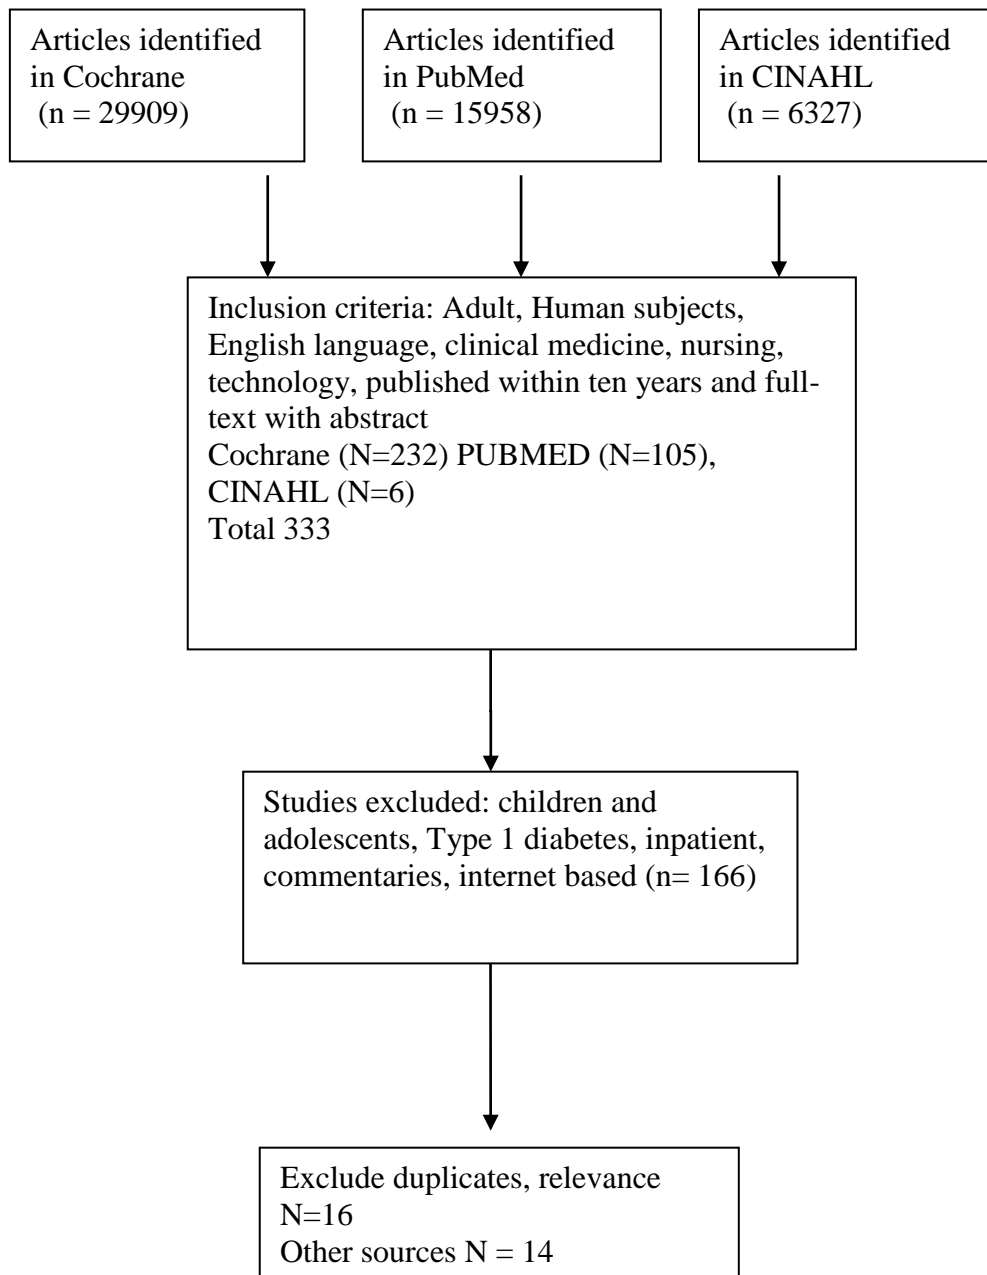 Articles identified
in Cochrane
(n = 29909)
Articles identified
in PubMed
(n = 15958)
Articles identified
in CINAHL
(n = 6327)
Inclusion criteria: Adult, Human subjects,
English language, clinical medicine, nursing,
technology, published within ten years and full-
text with abstract
Cochrane (N=232) PUBMED (N=105),
CINAHL (N=6)
Total 333
Studies excluded: children and
adolescents, Type 1 diabetes, inpatient,
commentaries, internet based (n= 166)
Exclude duplicates, relevance
N=16
Other sources N = 14